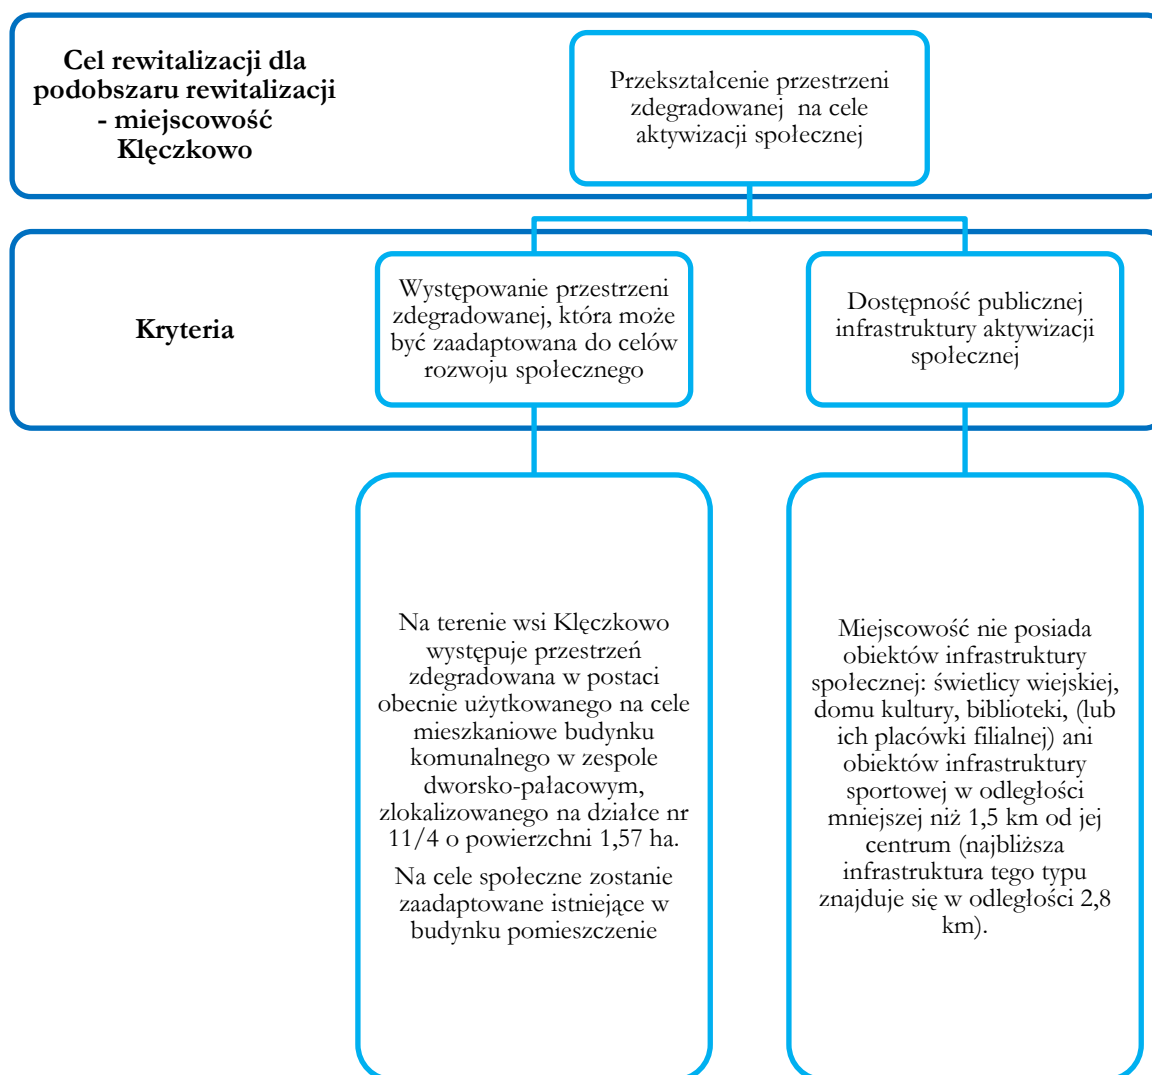 Cel rewitalizacji dla
podobszaru rewitalizacji
- miejscowość
Klęczkowo
Przekształcenie przestrzeni
zdegradowanej na cele
aktywizacji społecznej
Kryteria
Występowanie przestrzeni
zdegradowanej, która może
być zaadaptowana do celów
rozwoju społecznego
Dostępność publicznej
infrastruktury aktywizacji
społecznej
Na terenie wsi Klęczkowo
występuje przestrzeń
zdegradowana w postaci
obecnie użytkowanego na cele
mieszkaniowe budynku
komunalnego w zespole
dworsko-pałacowym,
zlokalizowanego na działce nr
11/4 o powierzchni 1,57 ha.
Na cele społeczne zostanie
zaadaptowane istniejące w
budynku pomieszczenie
Miejscowość nie posiada
obiektów infrastruktury
społecznej: świetlicy wiejskiej,
domu kultury, biblioteki, (lub
ich placówki filialnej) ani
obiektów infrastruktury
sportowej w odległości
mniejszej niż 1,5 km od jej
centrum (najbliższa
infrastruktura tego typu
znajduje się w odległości 2,8
km).